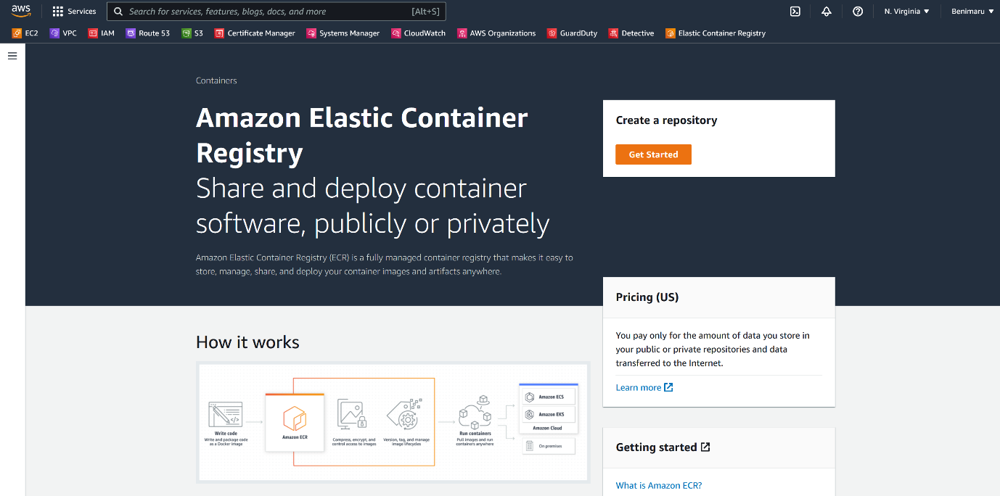 aws
Services
Search for services, features, blogs, docs, and more
[Alt+S]
N. Virginia
Benimaru
EC2
VPC
IAM
Route 53
S3
Certificate Manager
Systems Manager
CloudWatch
AWS Organizations
GuardDuty
Detective
Elastic Container Registry
Containers
Amazon Elastic Container
Registry
Share and deploy container
software, publicly or privately
Amazon Elastic Container Registry (ECR) is a fully managed container registry that makes it easy to
store, manage, share, and deploy your container images and artifacts anywhere.
Create a repository
Get Started
Pricing (US)
You pay only for the amount of data you store in
your public or private repositories and data
transferred to the Internet.
Learn more
Getting started
What is Amazon ECR?
How it works
Write code
Write and package code
as a Docker image
Amazon ECR
Compress, encrypt, and
control access to images
Version, tag, and manage
image lifecycles
Run containers
Pull images and run
containers anywhere
Amazon ECS
Amazon EKS
Amazon Cloud
On premises